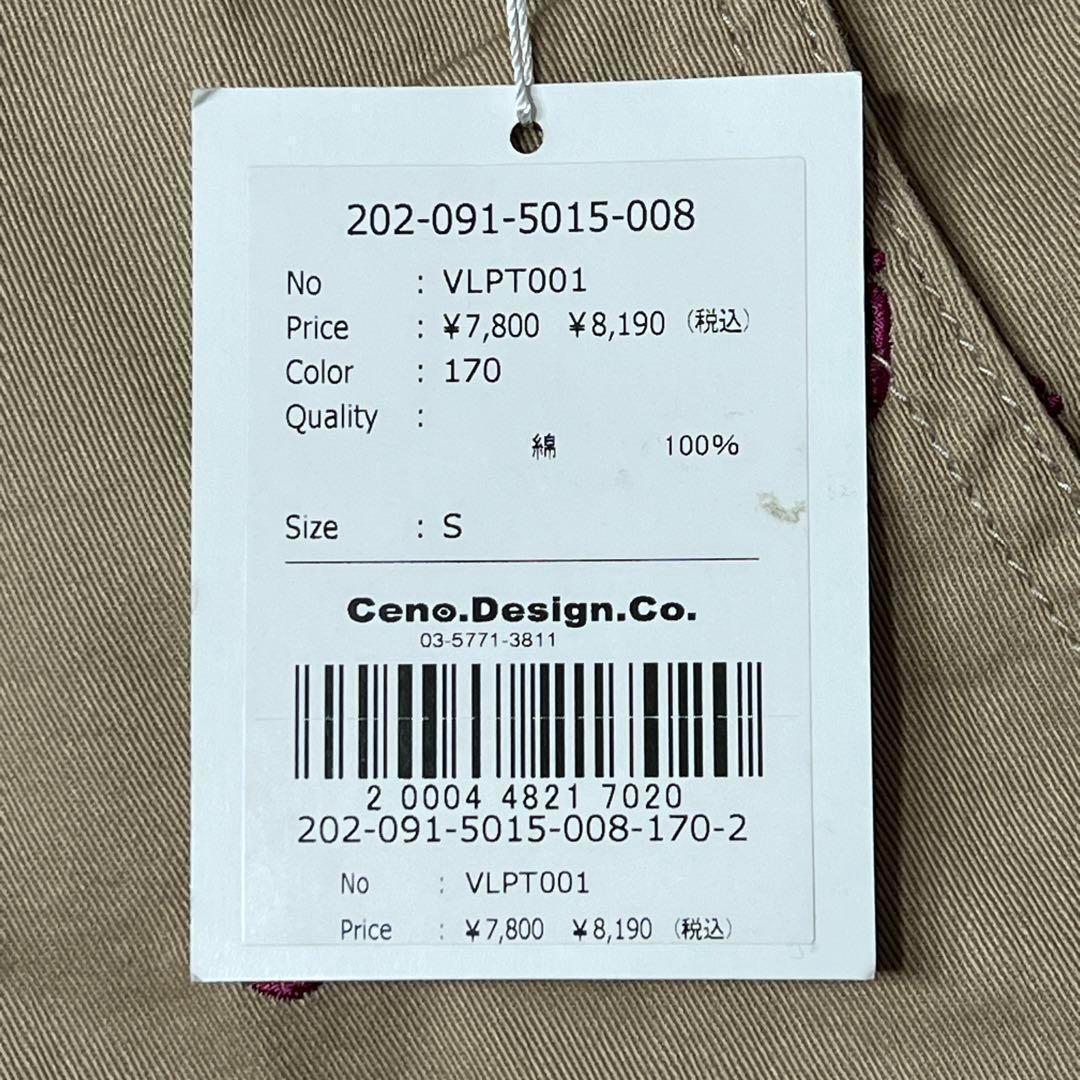 202-091-5015-008
No : VLPT001
Price : ¥7,800 ¥8,190 (税込)
Color : 170
Quality :
綿 100%
Size : S
Ceno.Design.Co.
03-5771-3811
2 0004 4821 7020
202-091-5015-008-170-2
No : VLPT001
Price : ¥7,800 ¥8,190 (税込)